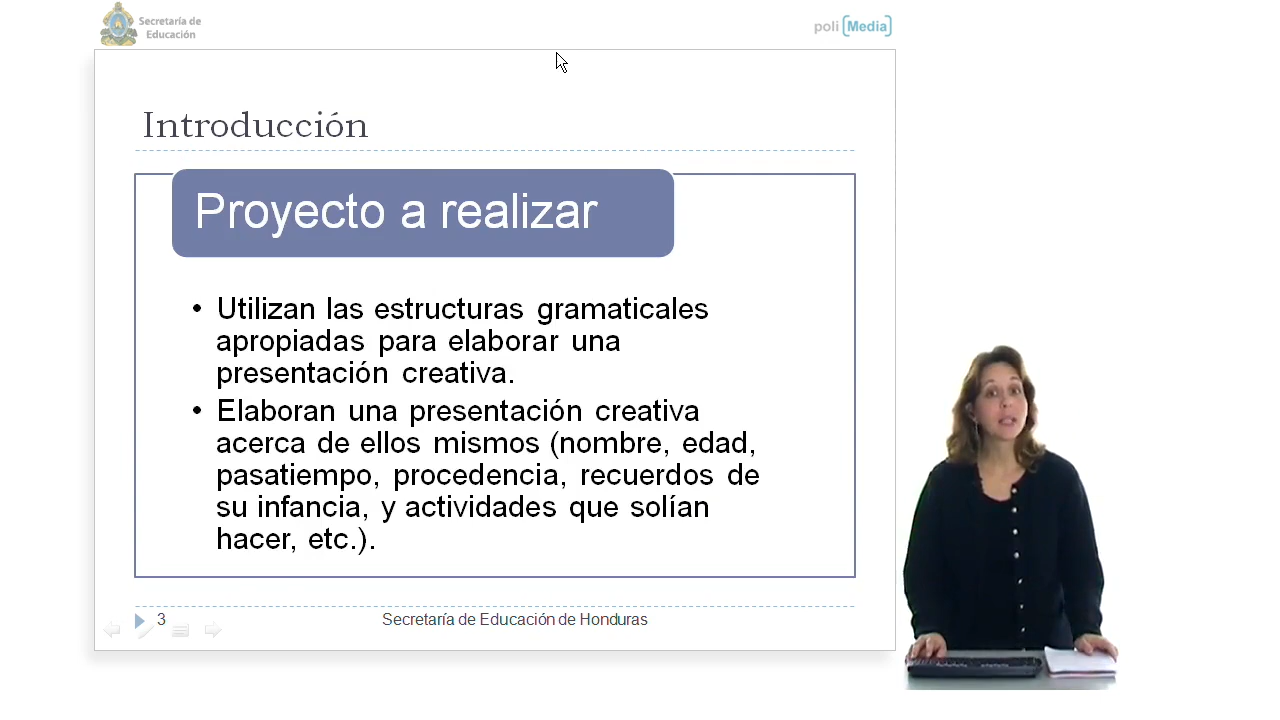 Secretaría de
Educación
poli [Media]
Introducción
Proyecto a realizar
• Utilizan las estructuras gramaticales
apropiadas para elaborar una
presentación creativa.
• Elaboran una presentación creativa
acerca de ellos mismos (nombre, edad,
pasatiempo, procedencia, recuerdos de
su infancia, y actividades que solían
hacer, etc.).
3
Secretaría de Educación de Honduras